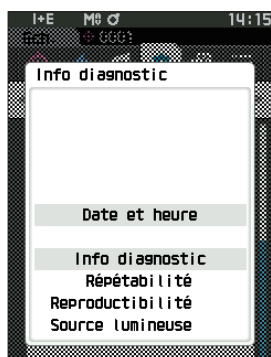 I+E M0 14:15
0001
Info diagnostic
Date et heure
Info diagnostic
Répétabilité
Reproductibilité
Source lumineuse